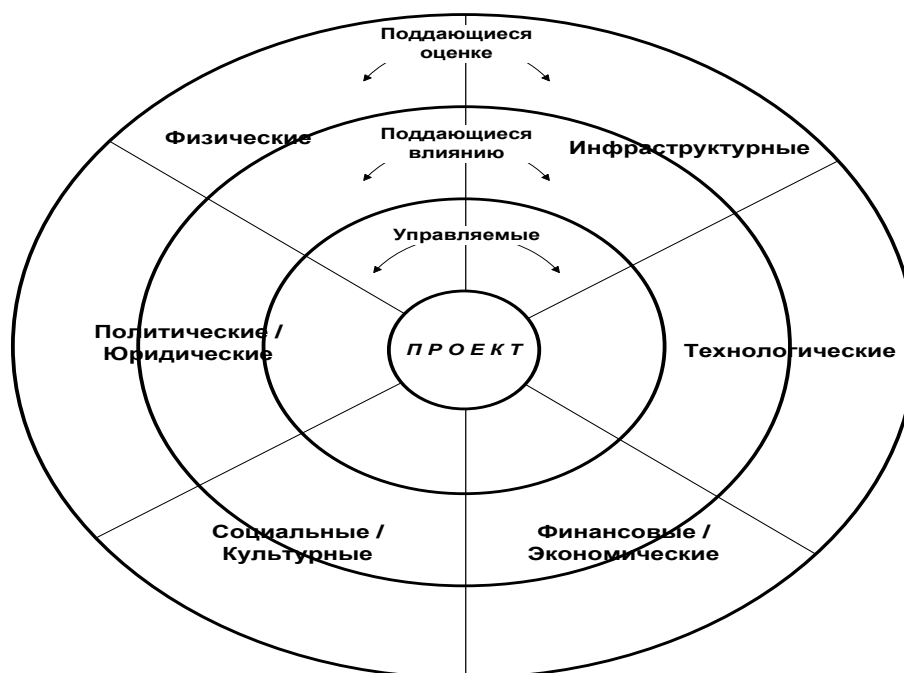 Поддающиеся
оценке
Физические
Поддающиеся
влиянию
Инфраструктурные
Управляемые
Политические /
Юридические
П Р О Е К Т
Технологические
Социальные /
Культурные
Финансовые /
Экономические